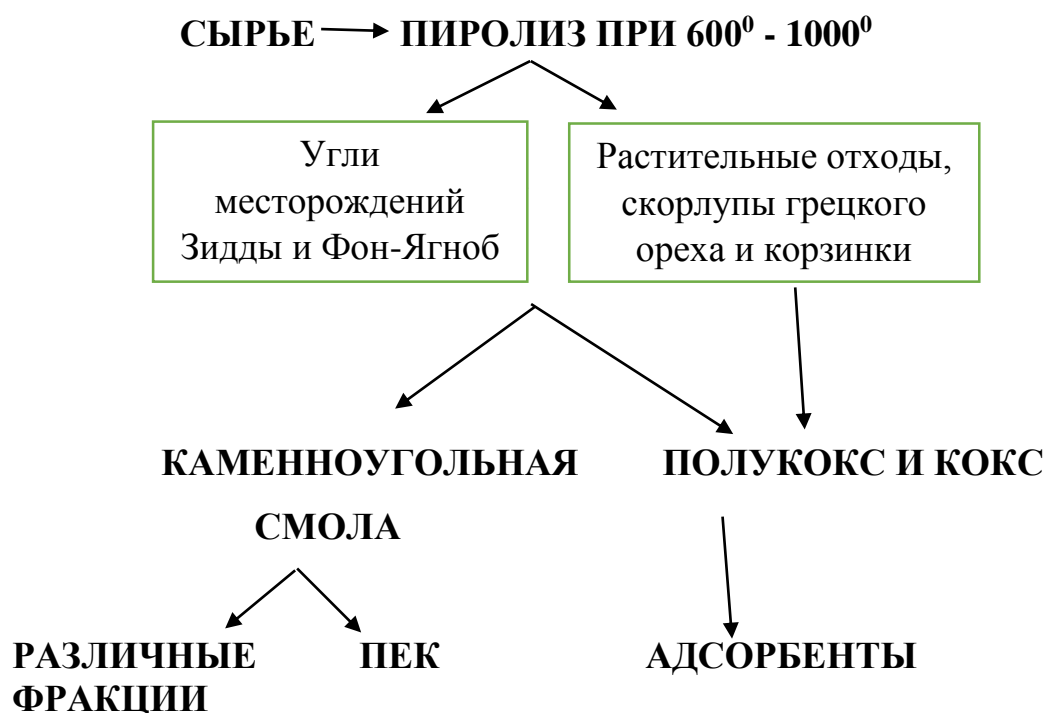 СЫРЬЕ ПИРОЛИЗ ПРИ 600⁰ - 1000⁰
Угли
месторождений
Зидды и Фон-Ягноб
Растительные отходы,
скорлупы грецкого
ореха и корзинки
КАМЕННОУГОЛЬНАЯ
СМОЛА
ПОЛУКОКС И КОКС
РАЗЛИЧНЫЕ
ФРАКЦИИ
ПЕК
АДСОРБЕНТЫ